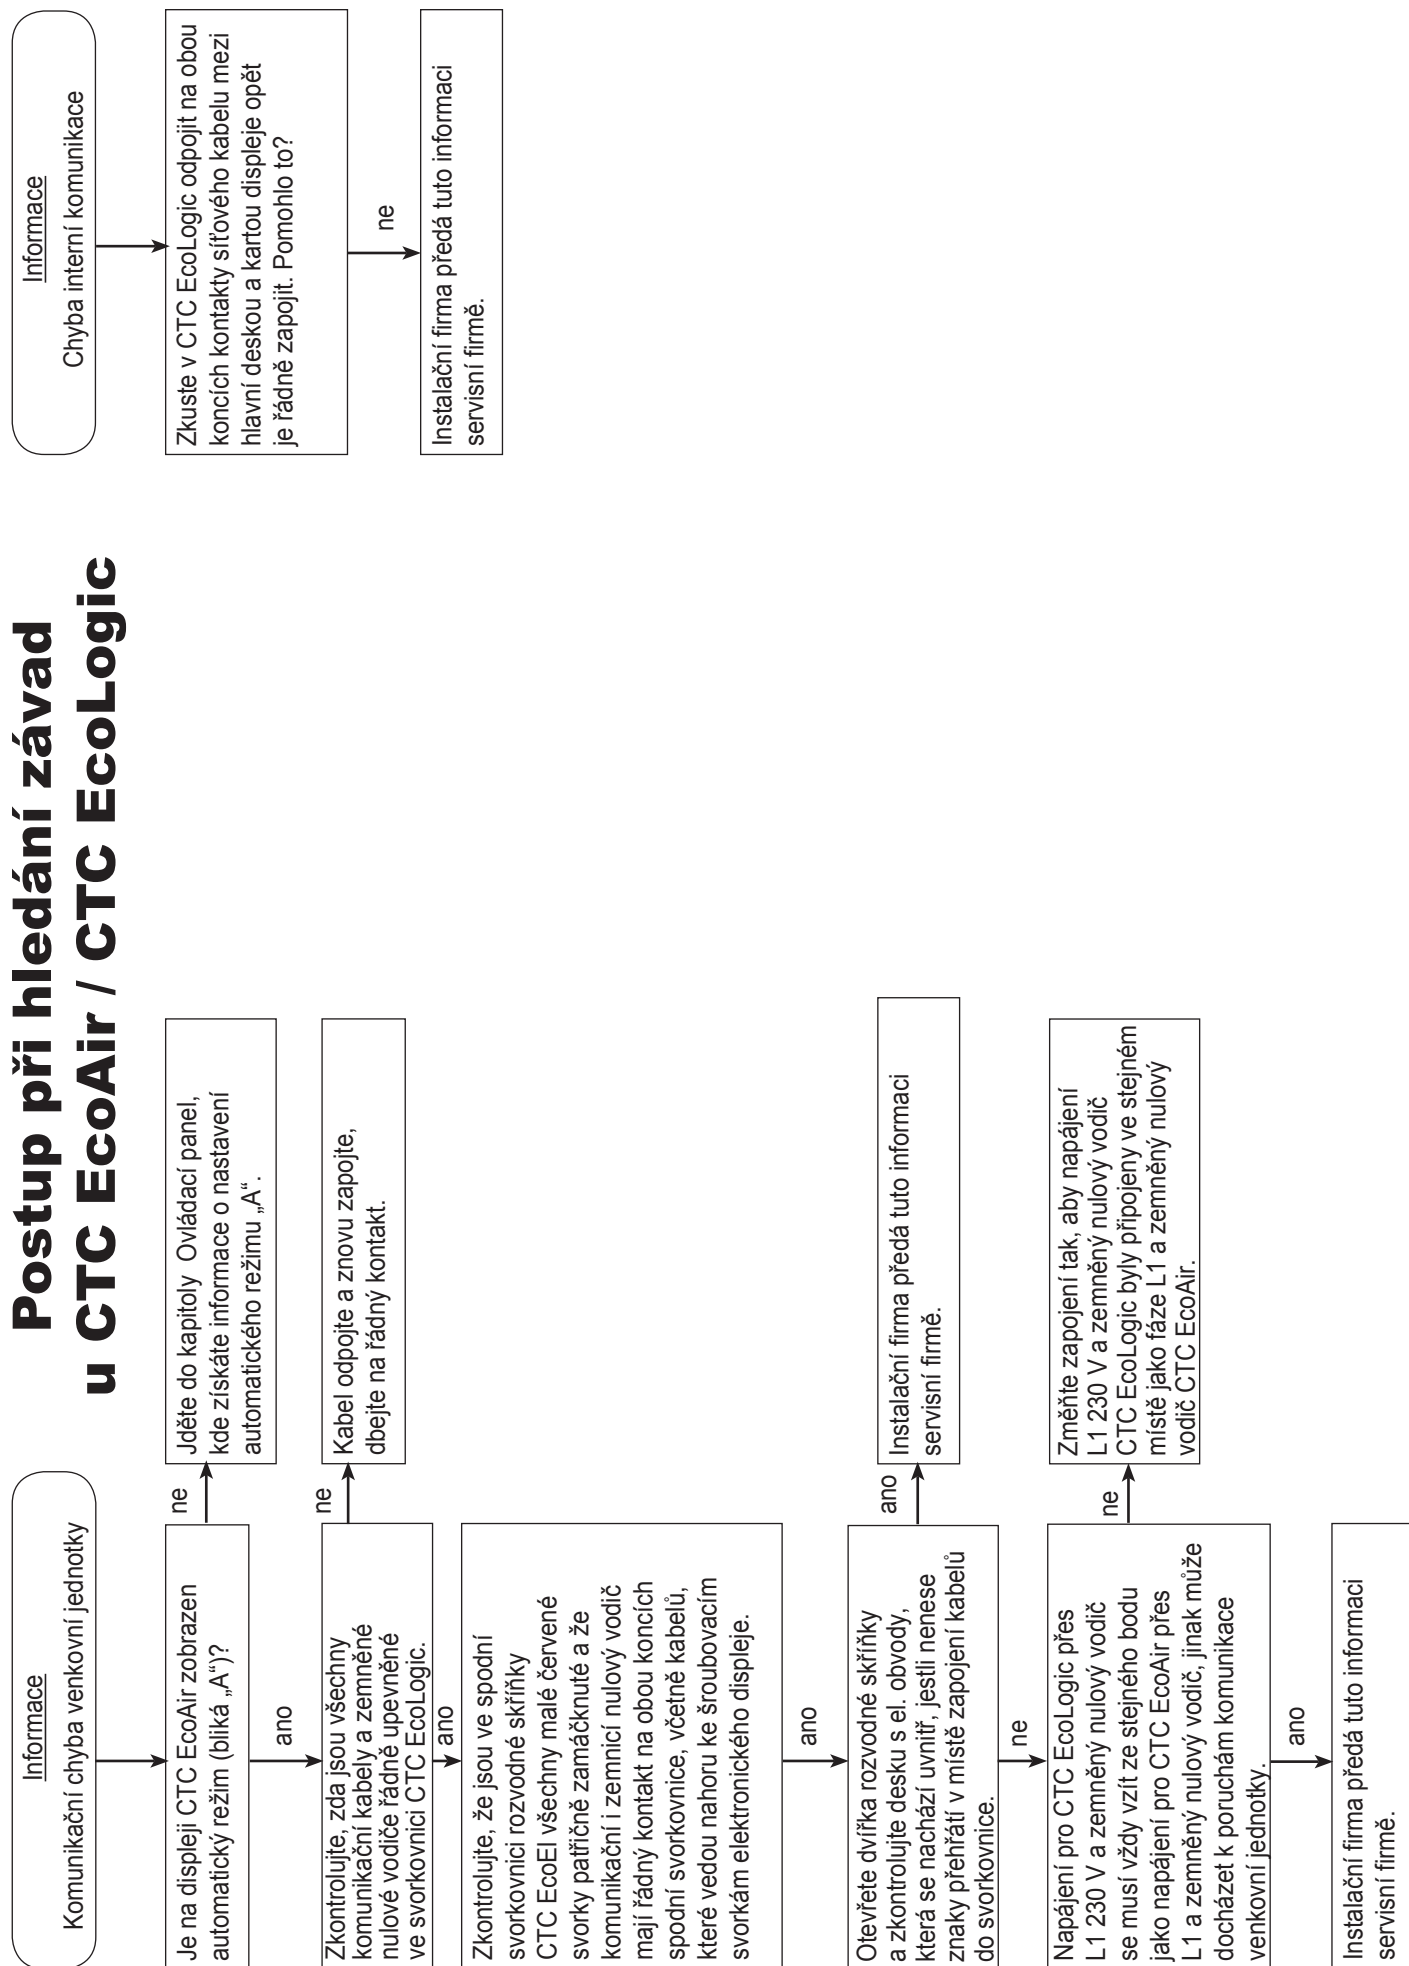 Postup při hledání závad
u CTC EcoAir / CTC EcoLogic
Informace
Komunikační chyba venkovní jednotky
Je na displeji CTC EcoAir zobrazen
automatický režim (bliká „A“)?
ne
Jděte do kapitoly Ovládací panel,
kde získáte informace o nastavení
automatického režimu „A“.
ano
Zkontrolujte, zda jsou všechny
komunikační kabely a zemněné
nulové vodiče řádně upevněné
ve svorkovnici CTC EcoLogic.
ne
Kabel odpojte a znovu zapojte,
dbejte na řádný kontakt.
ano
Zkontrolujte, že jsou ve spodní
svorkovnici rozvodné skříňky
CTC EcoEl všechny malé červené
svorky patřičně zamáčknuté a že
komunikační i zemnící nulový vodič
mají řádný kontakt na obou koncích
spodní svorkovnice, včetně kabelů,
které vedou nahoru ke šroubovacím
svorkám elektronického displeje.
ano
Otevřete dvířka rozvodné skříňky
a zkontrolujte desku s el. obvody,
která se nachází uvnitř, jestli nenese
znaky přehřátí v místě zapojení kabelů
do svorkovnice.
ano
Instalační firma předá tuto informaci
servisní firmě.
ne
Napájení pro CTC EcoLogic přes
L1 230 V a zemněný nulový vodič
se musí vždy vzít ze stejného bodu
jako napájení pro CTC EcoAir přes
L1 a zemněný nulový vodič, jinak může
docházet k poruchám komunikace
venkovní jednotky.
ne
Změňte zapojení tak, aby napájení
L1 230 V a zemněný nulový vodič
CTC EcoLogic byly připojeny ve stejném
místě jako fáze L1 a zemněný nulový
vodič CTC EcoAir.
ano
Instalační firma předá tuto informaci
servisní firmě.
Informace
Chyba interní komunikace
Zkuste v CTC EcoLogic odpojit na obou
koncích kontakty síťového kabelu mezi
hlavní deskou a kartou displeje opět
je řádně zapojit. Pomohlo to?
ne
Instalační firma předá tuto informaci
servisní firmě.